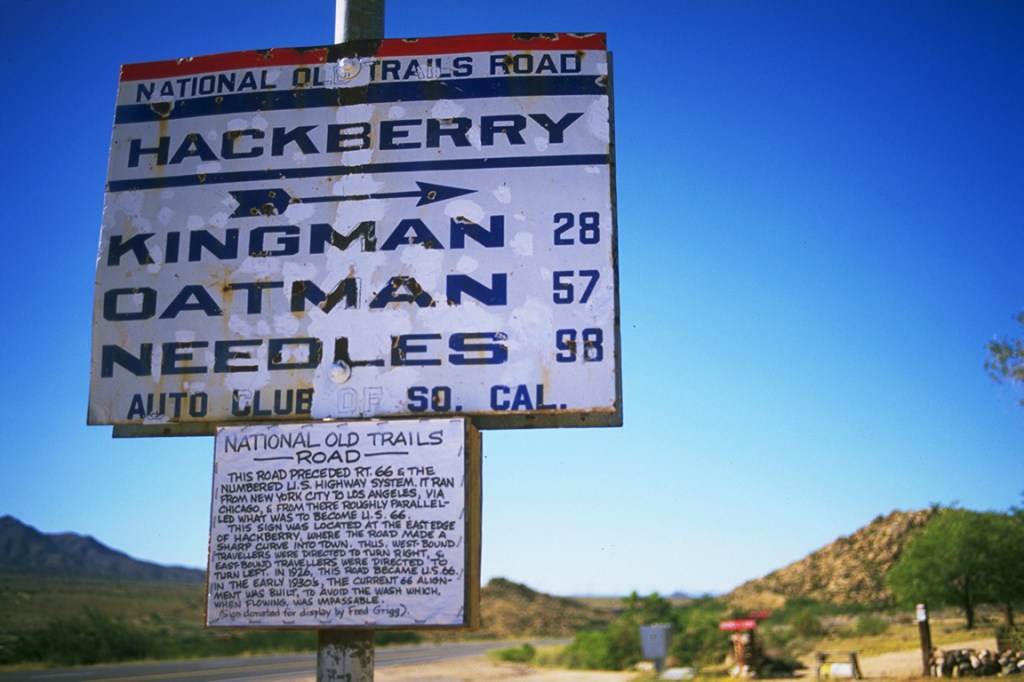 NATIONAL OLD TRAILS ROAD
HACKBERRY
KINGMAN 28
OATMAN 57
NEEDLES 98
AUTO CLUB OF SO. CAL.
NATIONAL OLD TRAILS
ROAD
THIS ROAD PRECEDED RT. 66 & THE
NUMBERED U.S. HIGHWAY SYSTEM. IT RAN
FROM NEW YORK CITY TO LOS ANGELES, VIA
CHICAGO, & FROM THERE ROUGHLY PARALLEL-
LED WHAT WAS TO BECOME U.S. 66.
THIS SIGN WAS LOCATED AT THE EAST EDGE
OF HACKBERRY, WHERE THE ROAD MADE A
SHARP CURVE INTO TOWN. THUS, WEST-BOUND
TRAVELLERS WERE DIRECTED TO TURN RIGHT, &
EAST-BOUND TRAVELLERS WERE DIRECTED TO
TURN LEFT. IN 1926, THIS ROAD BECAME U.S. 66.
IN THE EARLY 1930's, THE CURRENT 66 ALIGN-
MENT WAS BUILT, TO AVOID THE WASH WHICH,
WHEN FLOWING, WAS IMPASSABLE.
(Sign donated for display by Fred Grigg).